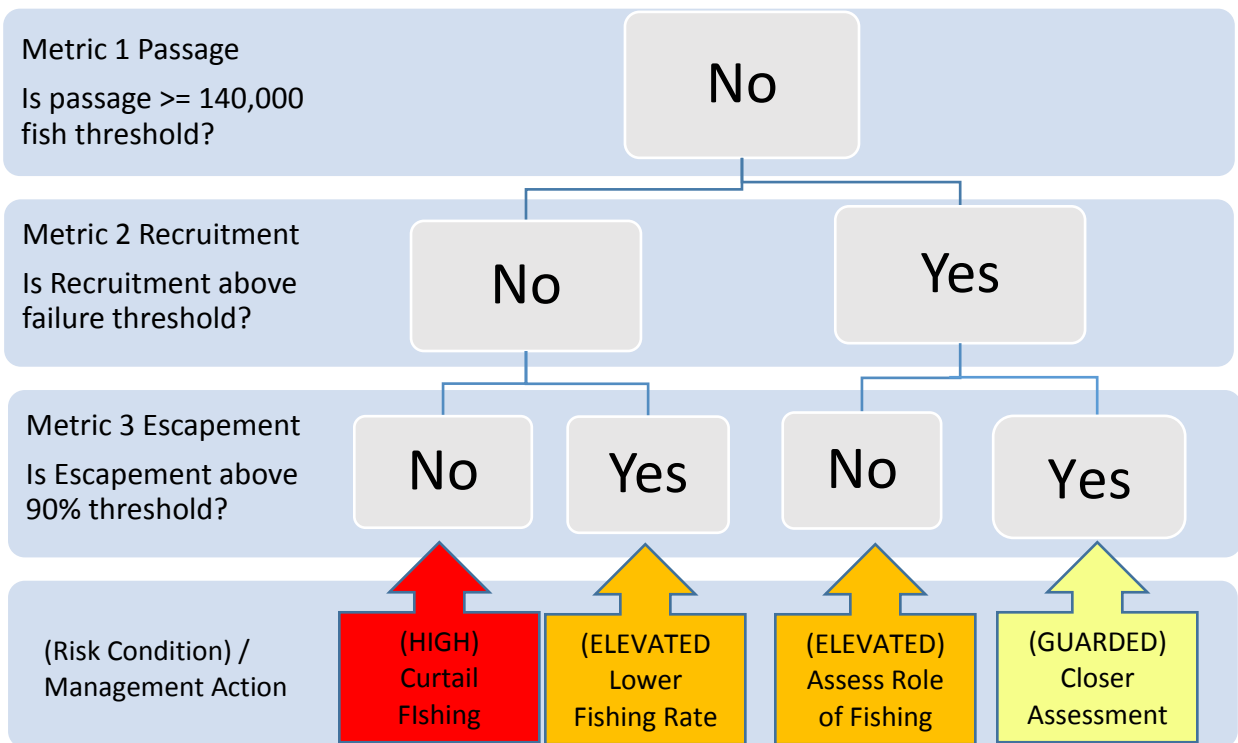 Metric 1 Passage
Is passage >= 140,000
fish threshold?
No
Metric 2 Recruitment
Is Recruitment above
failure threshold?
No
Yes
Metric 3 Escapement
Is Escapement above
90% threshold?
No
Yes
No
Yes
(Risk Condition) /
Management Action
(HIGH)
Curtail
FIshing
(ELEVATED
Lower
Fishing Rate
(ELEVATED)
Assess Role
of Fishing
(GUARDED)
Closer
Assessment